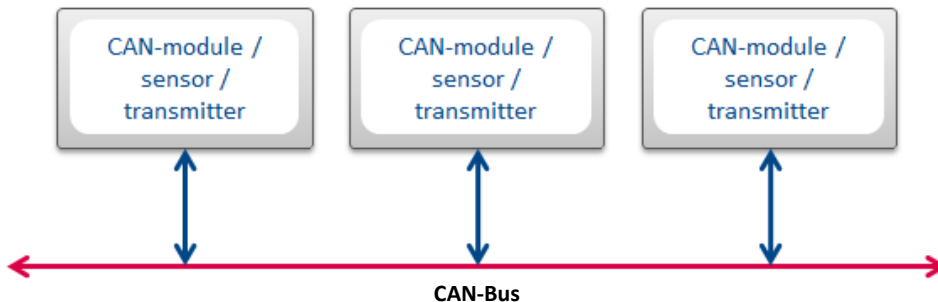 CAN-module /
sensor /
transmitter
CAN-module /
sensor /
transmitter
CAN-module /
sensor /
transmitter
CAN-Bus